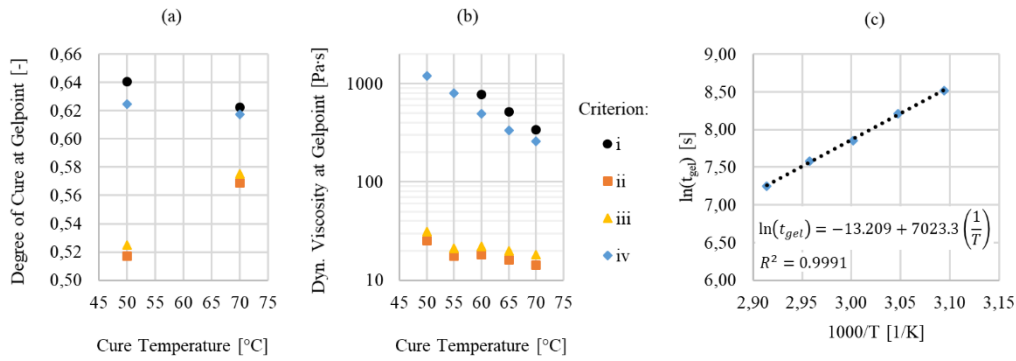 (a)
Degree of Cure at Gelpoint [-]
0,66
0,64
0,62
0,60
0,58
0,56
0,54
0,52
0,50
45 50 55 60 65 70 75
Cure Temperature [°C]
(b)
Dyn. Viscosity at Gelpoint [Pa·s]
1000
100
10
45 50 55 60 65 70 75
Cure Temperature [°C]
Criterion:
i
ii
iii
iv
(c)
ln(t_gel) [s]
9,00
8,50
8,00
7,50
7,00
6,50
6,00
ln(t_gel) = −13.209 + 7023.3 (1/T)
R² = 0.9991
2,90 2,95 3,00 3,05 3,10 3,15
1000/T [1/K]